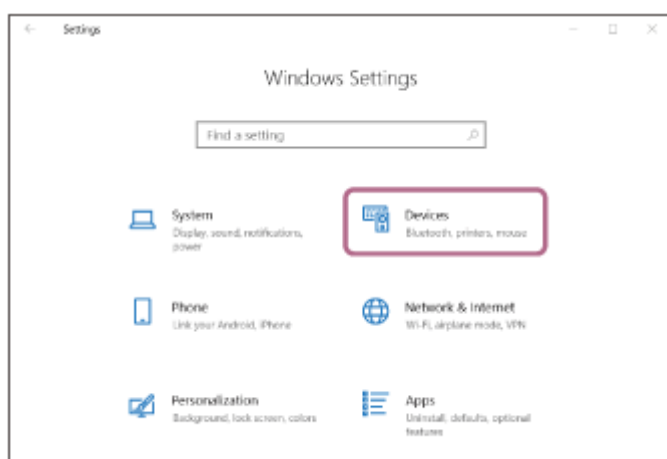 Settings
Windows Settings
Find a setting
System
Display, sound, notifications,
power
Devices
Bluetooth, printers, mouse
Phone
Link your Android, iPhone
Network & Internet
Wi-Fi, airplane mode, VPN
Personalization
Background, lock screen, colors
Apps
Uninstall, defaults, optional
features